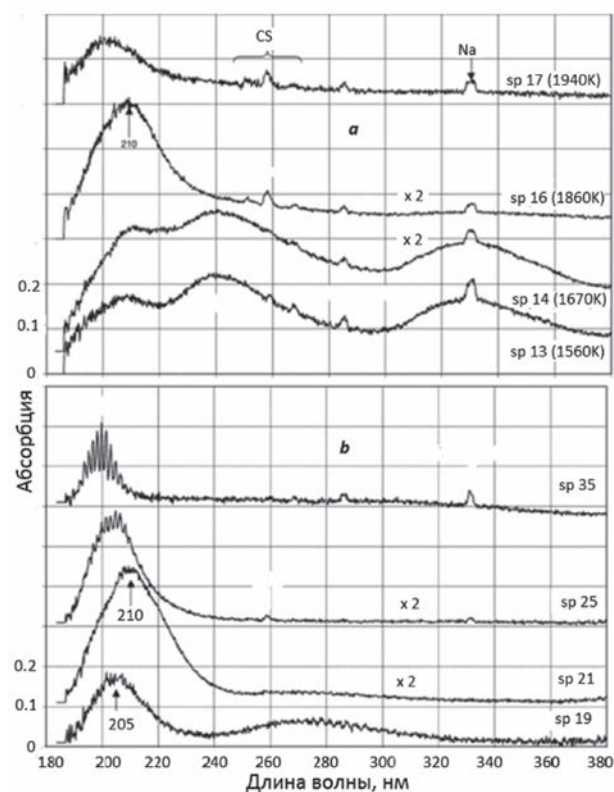 CS
Na
sp 17 (1940K)
a
210
x 2
sp 16 (1860K)
x 2
0.2
sp 14 (1670K)
0.1
sp 13 (1560K)
0
Абсорбция
b
sp 35
x 2
sp 25
210
0.2
x 2
sp 21
0.1
205
sp 19
0
180 200 220 240 260 280 300 320 340 360 380
Длина волны, нм